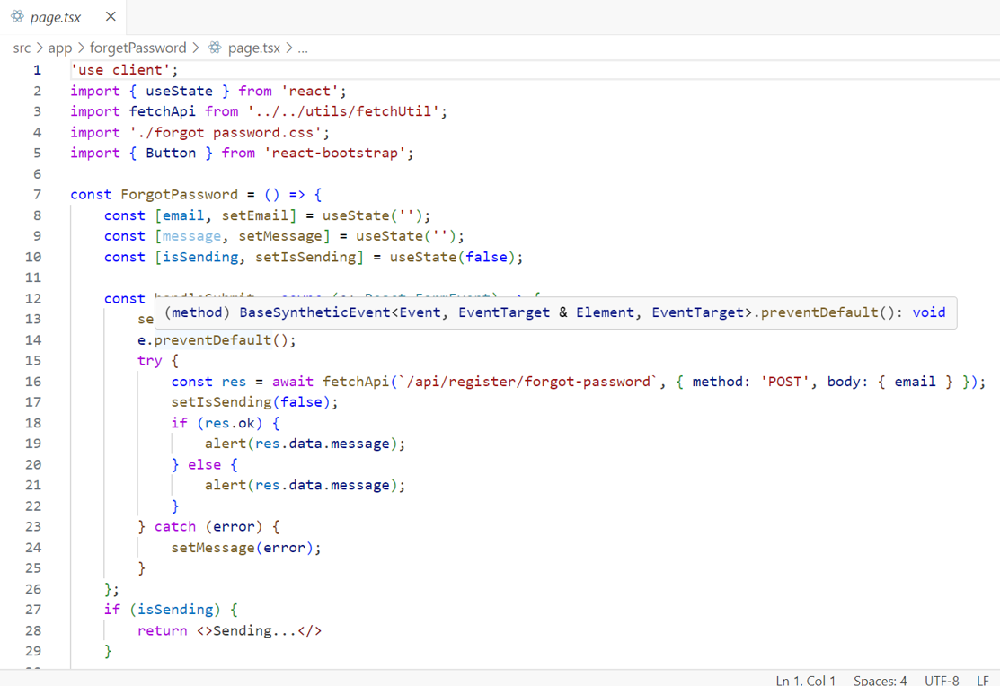 page.tsx
src > app > forgetPassword > page.tsx > ...
1 'use client';
2 import { useState } from 'react';
3 import fetchApi from '../../utils/fetchUtil';
4 import './forgot password.css';
5 import { Button } from 'react-bootstrap';
6
7 const ForgotPassword = () => {
8 const [email, setEmail] = useState('');
9 const [message, setMessage] = useState('');
10 const [isSending, setIsSending] = useState(false);
11
12 const handleSubmit = async (e: React.FormEvent) => {
(method) BaseSyntheticEvent<Event, EventTarget & Element, EventTarget>.preventDefault(): void
13 se
14 e.preventDefault();
15 try {
16 const res = await fetchApi(`/api/register/forgot-password`, { method: 'POST', body: { email } });
17 setIsSending(false);
18 if (res.ok) {
19 alert(res.data.message);
20 } else {
21 alert(res.data.message);
22 }
23 } catch (error) {
24 setMessage(error);
25 }
26 };
27 if (isSending) {
28 return <>Sending...</>
29 }
Ln 1, Col 1 Spaces: 4 UTF-8 LF